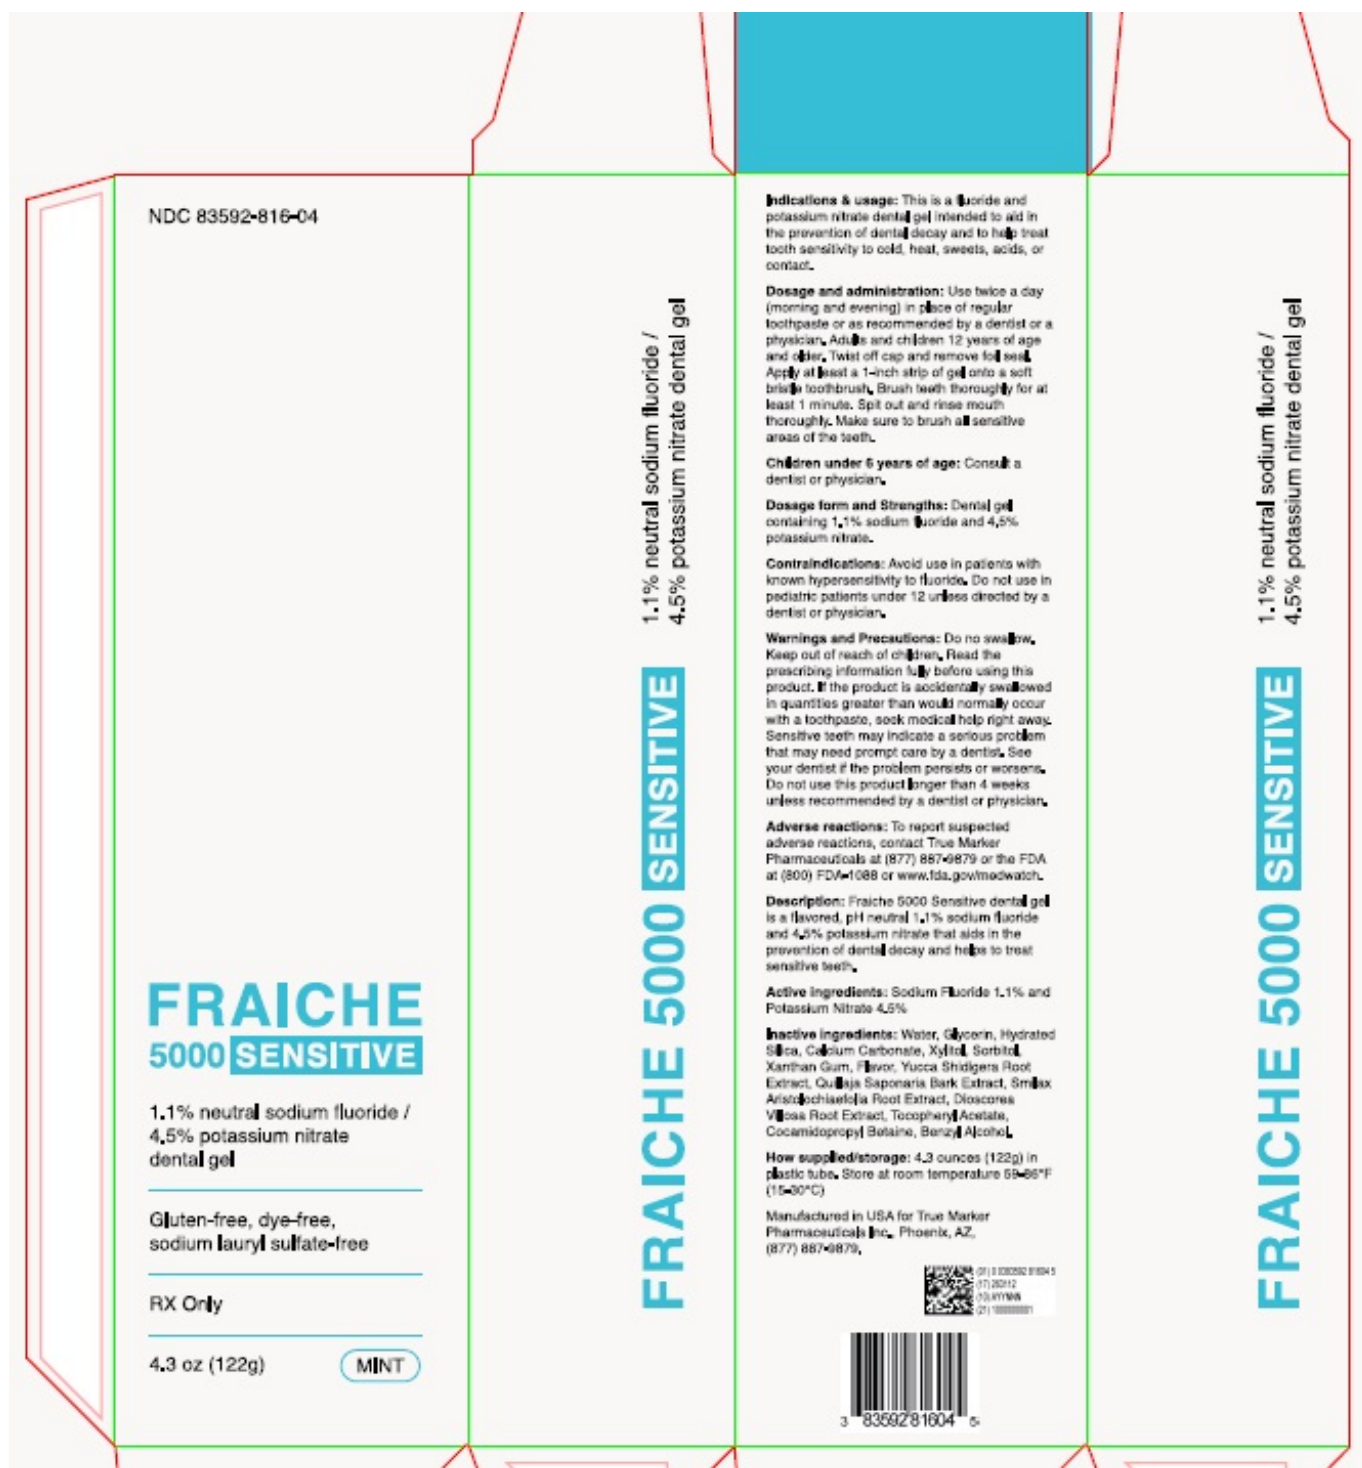 NDC 83592-816-04
FRAICHE
5000 SENSITIVE
1.1% neutral sodium fluoride /
4.5% potassium nitrate
dental gel
Gluten-free, dye-free,
sodium lauryl sulfate-free
RX Only
4.3 oz (122g)
MINT
FRAICHE 5000 SENSITIVE
1.1% neutral sodium fluoride /
4.5% potassium nitrate dental gel
Indications & usage: This is a fluoride and
potassium nitrate dental gel intended to aid in
the prevention of dental decay and to help treat
tooth sensitivity to cold, heat, sweets, acids, or
contact.
Dosage and administration: Use twice a day
(morning and evening) in place of regular
toothpaste or as recommended by a dentist or a
physician. Adults and children 12 years of age
and older. Twist off cap and remove foil seal.
Apply at least a 1-inch strip of gel onto a soft
bristle toothbrush. Brush teeth thoroughly for at
least 1 minute. Spit out and rinse mouth
thoroughly. Make sure to brush all sensitive
areas of the teeth.
Children under 6 years of age: Consult a
dentist or physician.
Dosage form and Strengths: Dental gel
containing 1.1% sodium fluoride and 4.5%
potassium nitrate.
Contraindications: Avoid use in patients with
known hypersensitivity to fluoride. Do not use in
pediatric patients under 12 unless directed by a
dentist or physician.
Warnings and Precautions: Do no swallow.
Keep out of reach of children. Read the
prescribing information fully before using this
product. If the product is accidentally swallowed
in quantities greater than would normally occur
with a toothpaste, seek medical help right away.
Sensitive teeth may indicate a serious problem
that may need prompt care by a dentist. See
your dentist if the problem persists or worsens.
Do not use this product longer than 4 weeks
unless recommended by a dentist or physician.
Adverse reactions: To report suspected
adverse reactions, contact True Marker
Pharmaceuticals at (877) 887-9879 or the FDA
at (800) FDA-1088 or www.fda.gov/medwatch.
Description: Fraiche 5000 Sensitive dental gel
is a flavored, pH neutral 1.1% sodium fluoride
and 4.5% potassium nitrate that aids in the
prevention of dental decay and helps to treat
sensitive teeth.
Active ingredients: Sodium Fluoride 1.1% and
Potassium Nitrate 4.5%
Inactive ingredients: Water, Glycerin, Hydrated
Silica, Calcium Carbonate, Xylitol, Sorbitol,
Xanthan Gum, Flavor, Yucca Shidigera Root
Extract, Quillaja Saponaria Bark Extract, Smilax
Aristolochiaefolia Root Extract, Dioscorea
Villosa Root Extract, Tocopheryl Acetate,
Cocamidopropyl Betaine, Benzyl Alcohol.
How supplied/storage: 4.3 ounces (122g) in
plastic tube. Store at room temperature 59-86°F
(15-30°C)
Manufactured in USA for True Marker
Pharmaceuticals Inc., Phoenix, AZ,
(877) 887-9879.
3 83592 81604 5
FRAICHE 5000 SENSITIVE
1.1% neutral sodium fluoride /
4.5% potassium nitrate dental gel